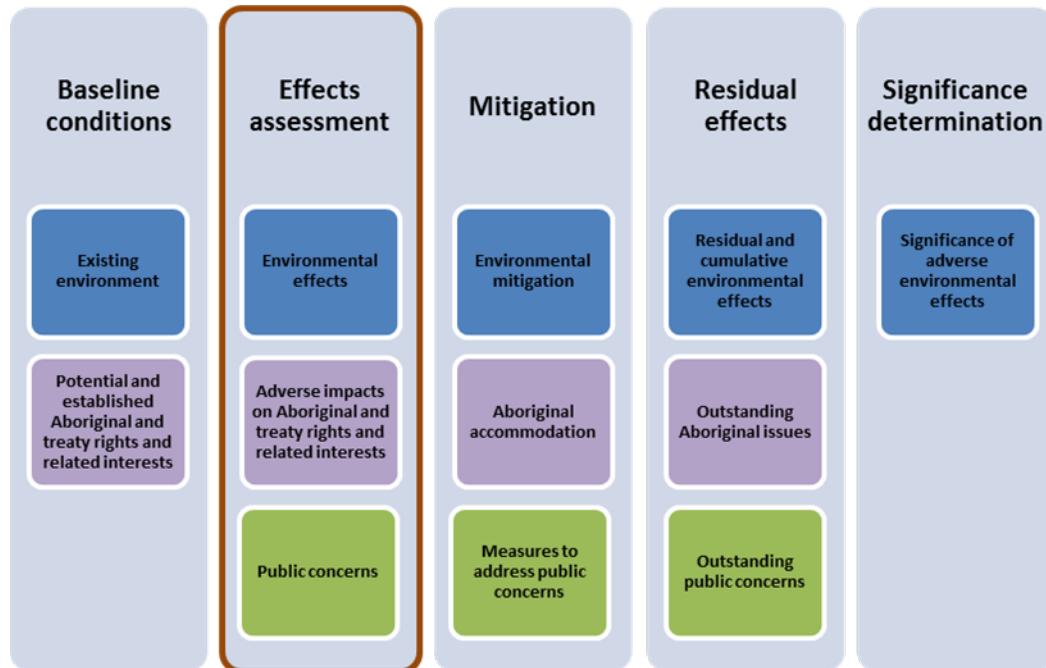 Baseline
conditions
Existing
environment
Potential and
established
Aboriginal and
treaty rights and
related interests
Effects
assessment
Environmental
effects
Adverse impacts
on Aboriginal and
treaty rights and
related interests
Public concerns
Mitigation
Environmental
mitigation
Aboriginal
accommodation
Measures to
address public
concerns
Residual
effects
Residual and
cumulative
environmental
effects
Outstanding
Aboriginal issues
Outstanding
public concerns
Significance
determination
Significance of
adverse
environmental
effects